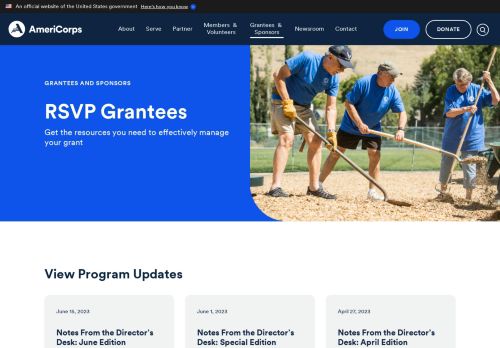 An official website of the United States government Here's how you know
AmeriCorps
About
Serve
Partner
Members &
Volunteers
Grantees &
Sponsors
Newsroom
Contact
JOIN
DONATE
GRANTEES AND SPONSORS
RSVP Grantees
Get the resources you need to effectively manage
your grant
View Program Updates
June 15, 2023
Notes From the Director's
Desk: June Edition
June 1, 2023
Notes From the Director's
Desk: Special Edition
April 27, 2023
Notes From the Director's
Desk: April Edition